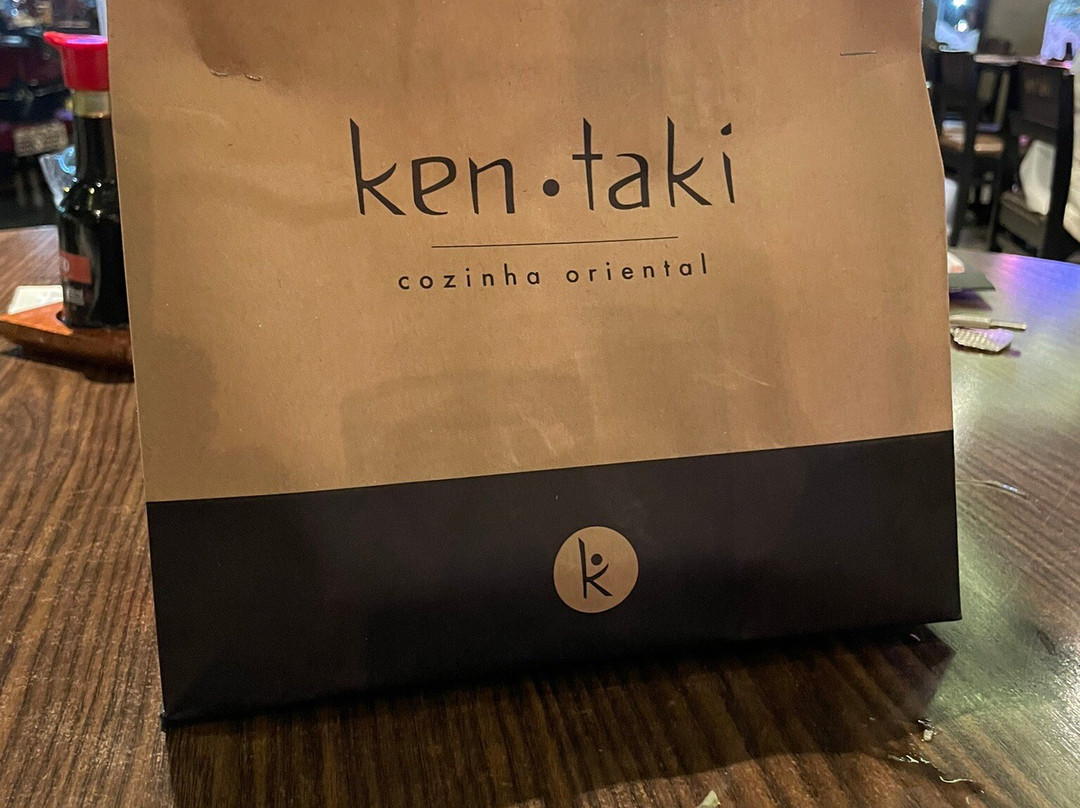 ken·taki
cozinha oriental
k